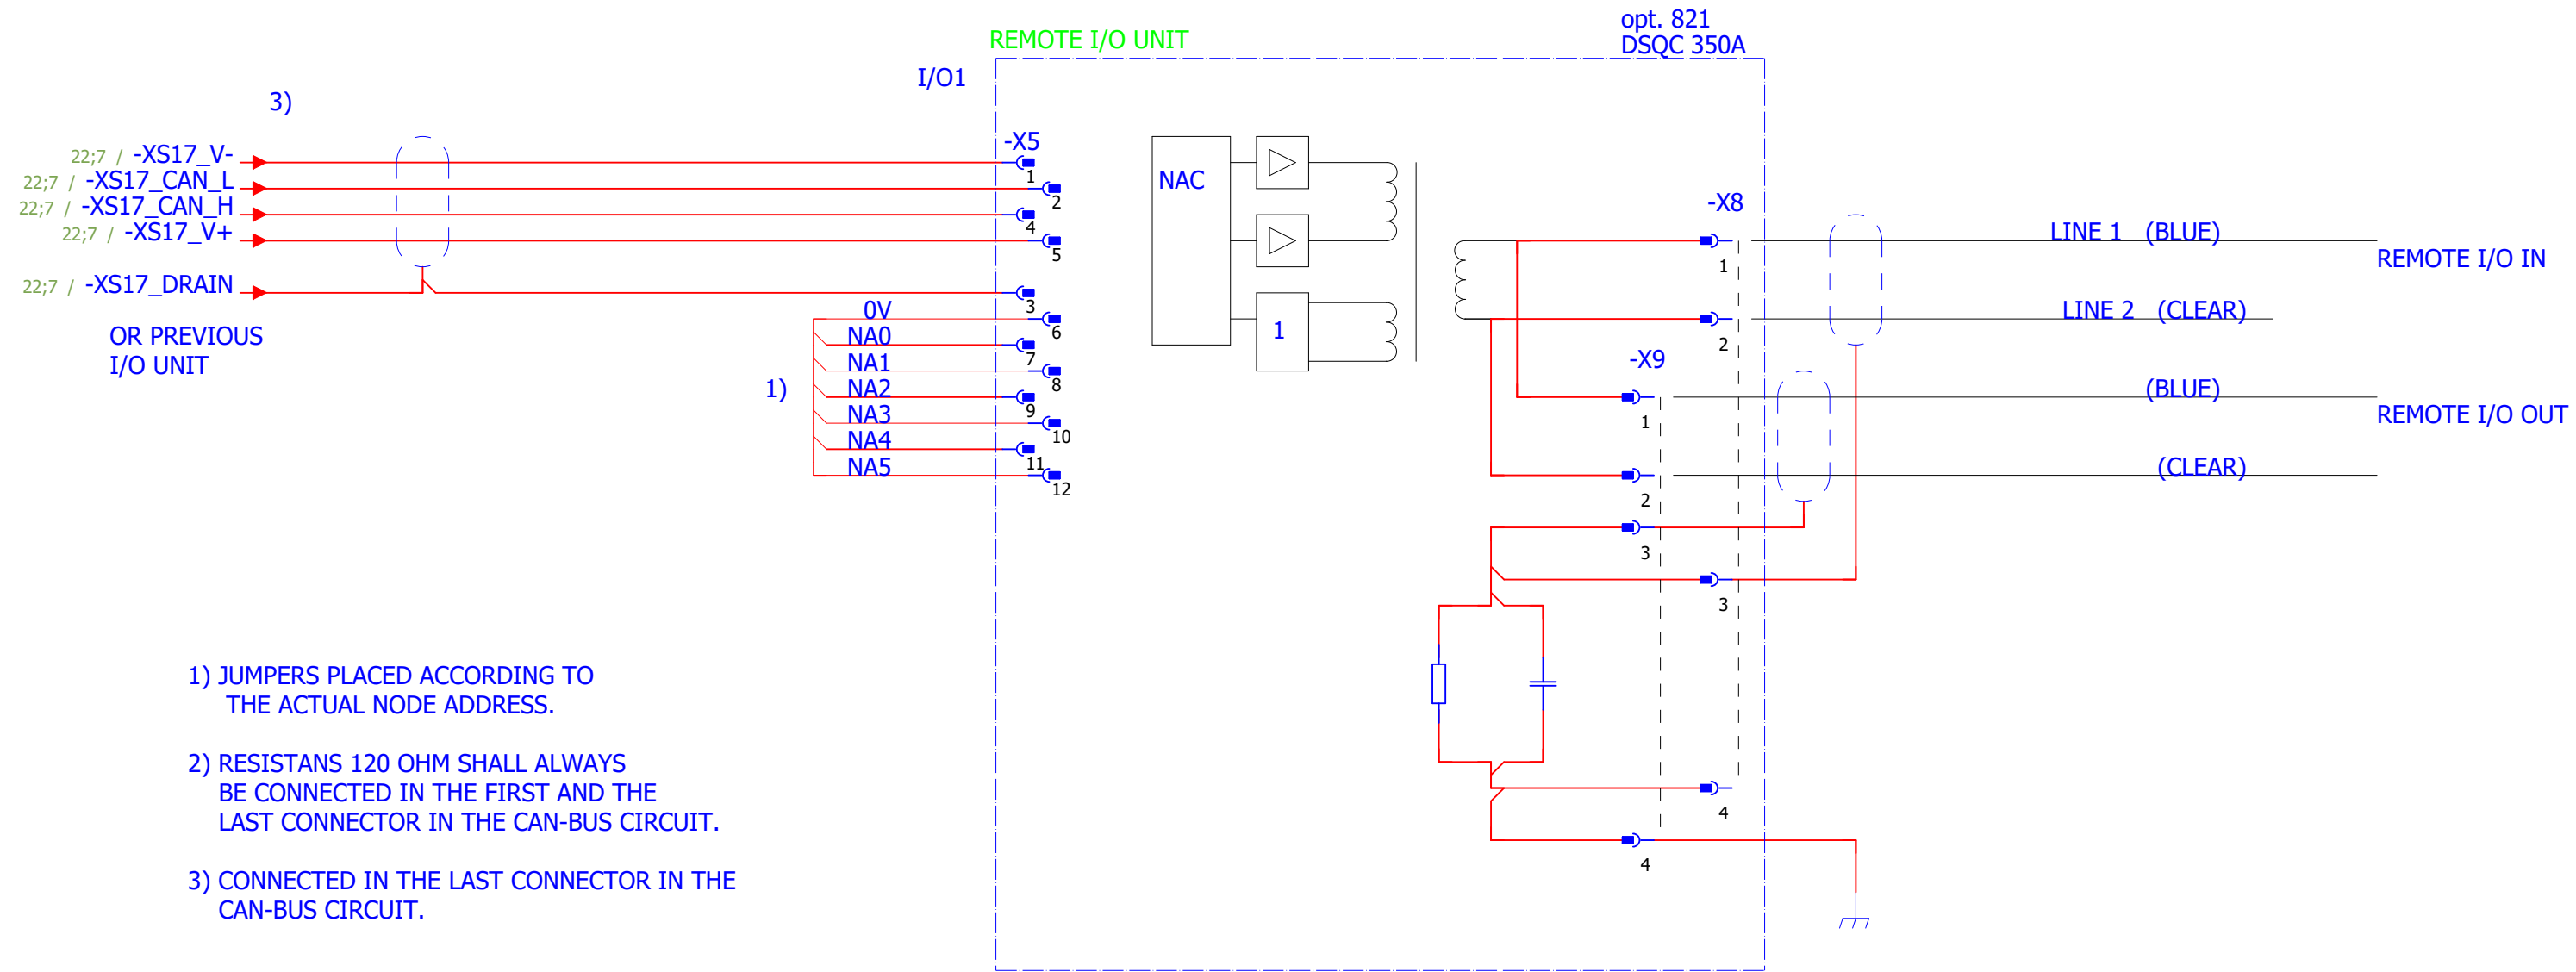 opt. 821
DSQC 350A
REMOTE I/O UNIT
I/O1
3)
-X5
22;7 / -XS17_V-
22;7 / -XS17_CAN_L
22;7 / -XS17_CAN_H
22;7 / -XS17_V+
22;7 / -XS17_DRAIN
OR PREVIOUS
I/O UNIT
1
2
4
5
3
6
7
8
9
10
11
12
0V
NA0
NA1
NA2
NA3
NA4
NA5
1)
NAC
1
-X8
1
2
3
4
-X9
1
2
3
4
LINE 1 (BLUE)
REMOTE I/O IN
LINE 2 (CLEAR)
(BLUE)
REMOTE I/O OUT
(CLEAR)
1) JUMPERS PLACED ACCORDING TO
THE ACTUAL NODE ADDRESS.
2) RESISTANS 120 OHM SHALL ALWAYS
BE CONNECTED IN THE FIRST AND THE
LAST CONNECTOR IN THE CAN-BUS CIRCUIT.
3) CONNECTED IN THE LAST CONNECTOR IN THE
CAN-BUS CIRCUIT.